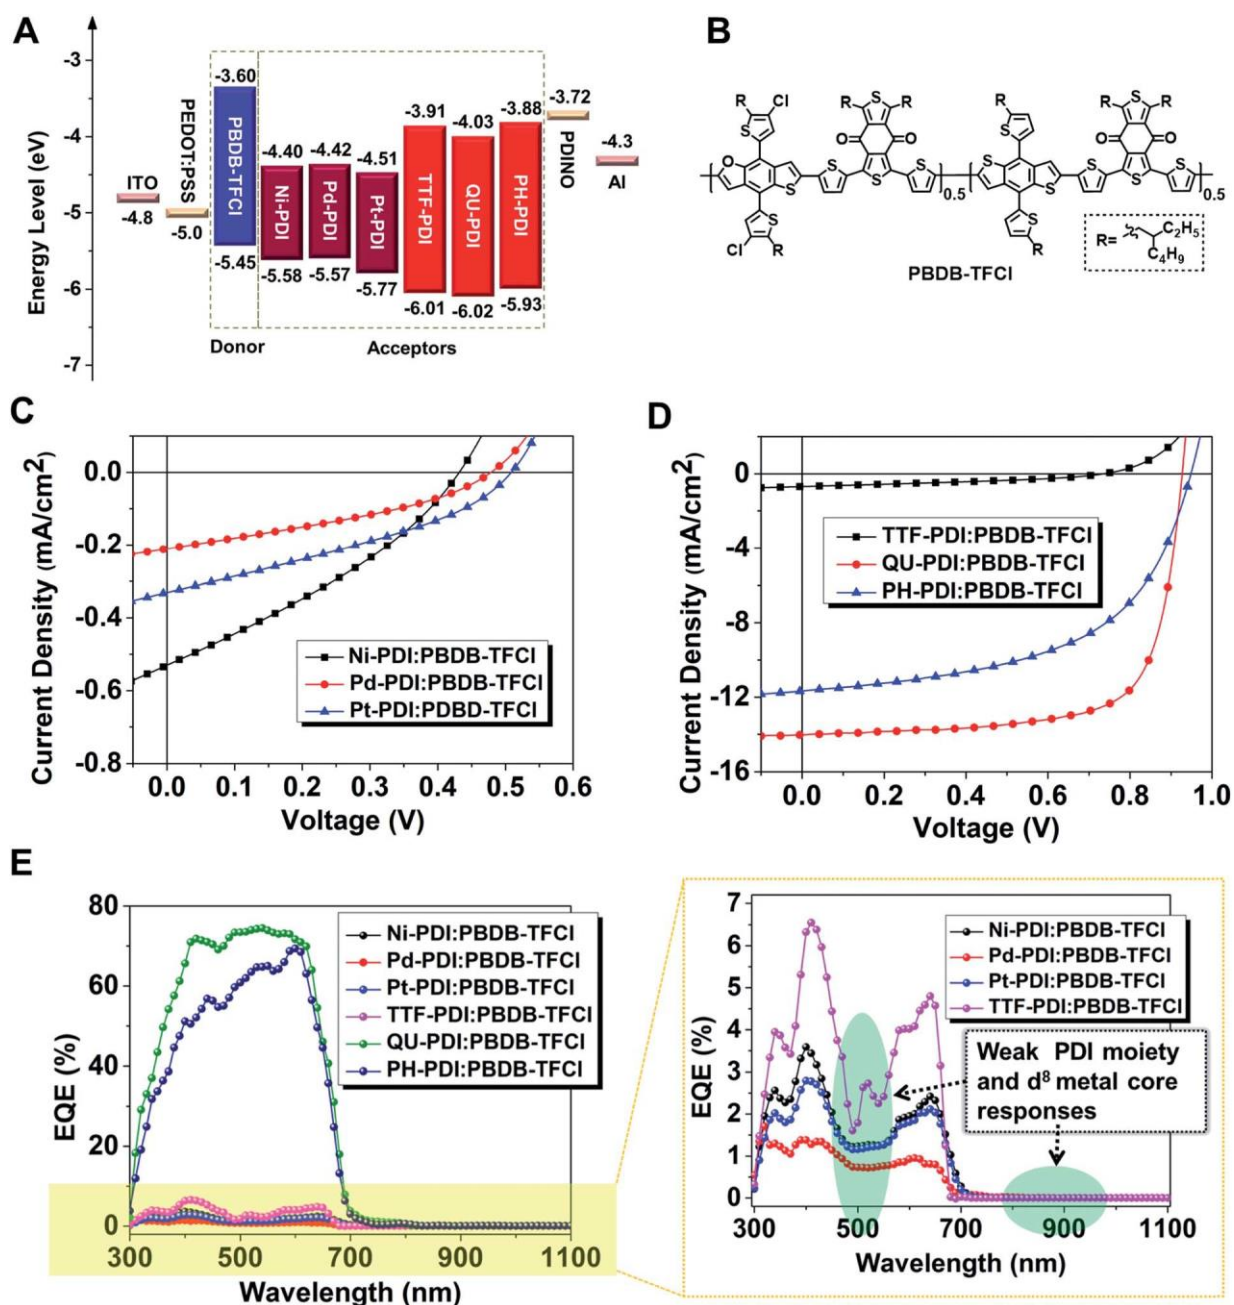 A
Energy Level (eV)
-3
-4
-5
-6
-7
ITO
-4.8
PEDOT:PSS
-5.0
-3.60
PBDB-TFCl
-5.45
-4.40
Ni-PDI
-5.58
-4.42
Pd-PDI
-5.57
-4.51
Pt-PDI
-5.77
-3.91
TTF-PDI
-6.01
-4.03
QU-PDI
-6.02
-3.88
PH-PDI
-5.93
-3.72
PDINO
-4.3
Al
Donor
Acceptors
B
R
Cl
R
R
R
R
R
S
S
S
S
O
O
O
O
O
S
S
S
S
S
S
S
S
S
S
0.5
0.5
S
S
Cl
R
R
R= C2H5
C4H9
PBDB-TFCl
C
Current Density (mA/cm²)
0.0
-0.2
-0.4
-0.6
-0.8
Ni-PDI:PBDB-TFCl
Pd-PDI:PBDB-TFCl
Pt-PDI:PDBD-TFCl
0.0 0.1 0.2 0.3 0.4 0.5 0.6
Voltage (V)
D
Current Density (mA/cm²)
0
-4
-8
-12
-16
TTF-PDI:PBDB-TFCl
QU-PDI:PBDB-TFCl
PH-PDI:PBDB-TFCl
0.0 0.2 0.4 0.6 0.8 1.0
Voltage (V)
E
EQE (%)
80
60
40
20
0
Ni-PDI:PBDB-TFCl
Pd-PDI:PBDB-TFCl
Pt-PDI:PBDB-TFCl
TTF-PDI:PBDB-TFCl
QU-PDI:PBDB-TFCl
PH-PDI:PBDB-TFCl
300 500 700 900 1100
Wavelength (nm)
EQE (%)
7
6
5
4
3
2
1
0
Ni-PDI:PBDB-TFCl
Pd-PDI:PBDB-TFCl
Pt-PDI:PBDB-TFCl
TTF-PDI:PBDB-TFCl
Weak PDI moiety
and d⁸ metal core
responses
300 500 700 900 1100
Wavelength (nm)